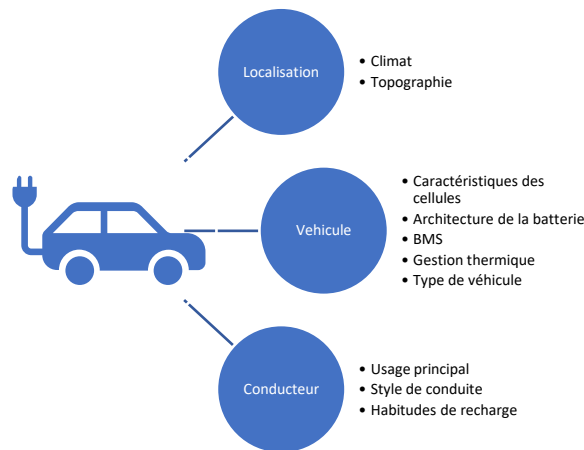 Localisation
• Climat
• Topographie
Vehicule
• Caractéristiques des
cellules
• Architecture de la batterie
• BMS
• Gestion thermique
• Type de véhicule
Conducteur
• Usage principal
• Style de conduite
• Habitudes de recharge